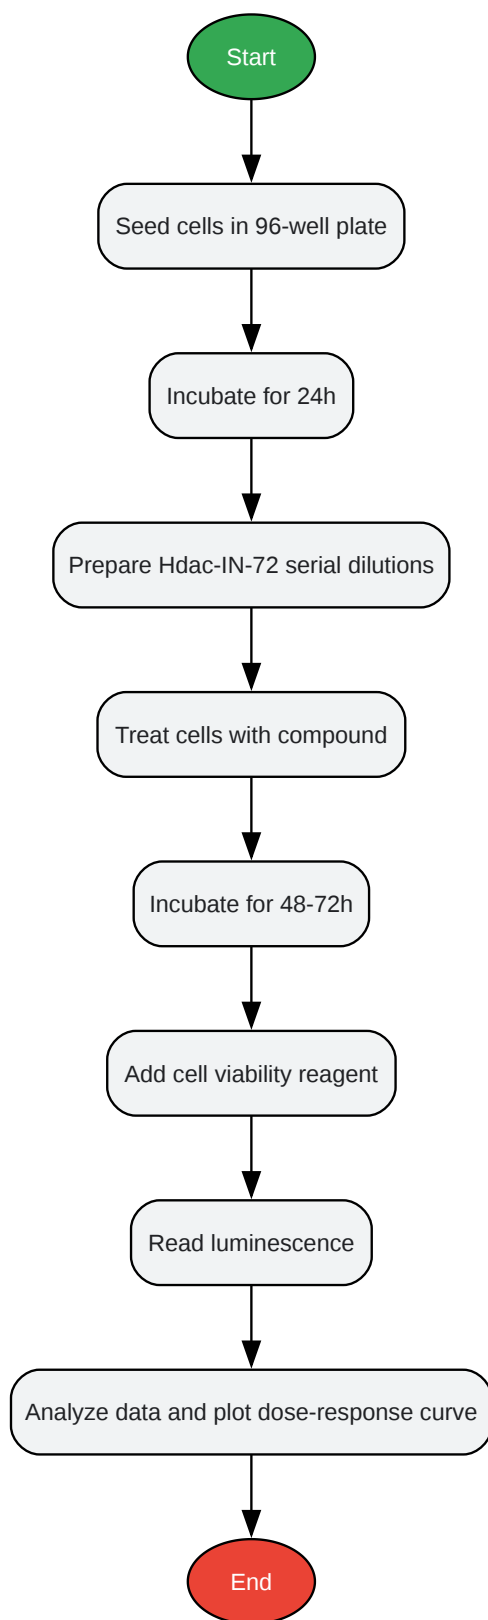 Start
Seed cells in 96-well plate
Incubate for 24h
Prepare Hdac-IN-72 serial dilutions
Treat cells with compound
Incubate for 48-72h
Add cell viability reagent
Read luminescence
Analyze data and plot dose-response curve
End